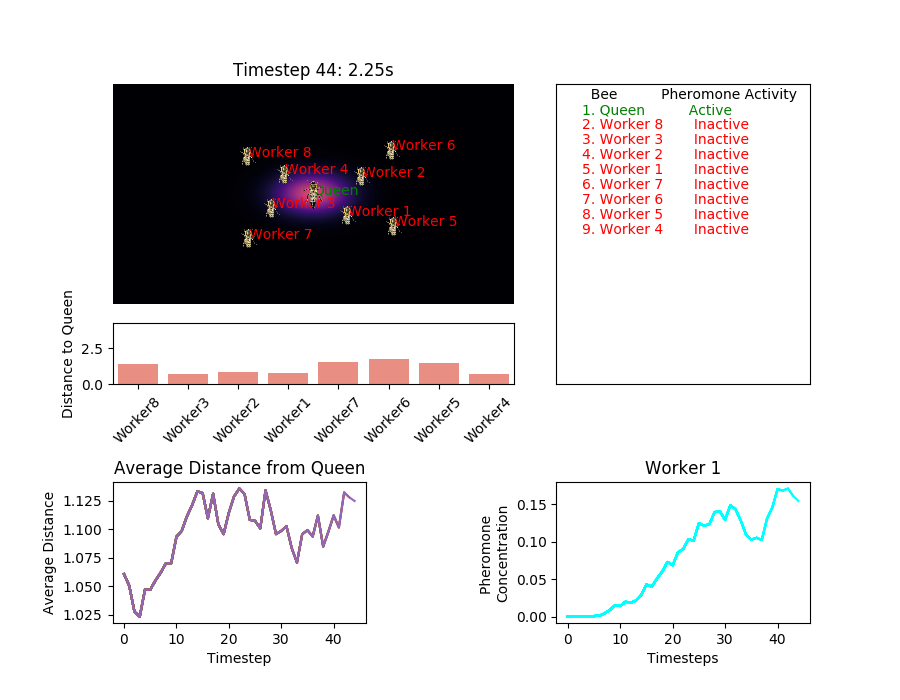 Timestep 44: 2.25s
Worker 8
Worker 6
Worker 4
Worker 2
Queen
Worker 3
Worker 1
Worker 5
Worker 7
Bee Pheromone Activity
1. Queen Active
2. Worker 8 Inactive
3. Worker 3 Inactive
4. Worker 2 Inactive
5. Worker 1 Inactive
6. Worker 7 Inactive
7. Worker 6 Inactive
8. Worker 5 Inactive
9. Worker 4 Inactive
Distance to Queen
2.5
0.0
Worker8
Worker3
Worker2
Worker1
Worker7
Worker6
Worker5
Worker4
Average Distance from Queen
Average Distance
1.125
1.100
1.075
1.050
1.025
0 20 40
Timestep
Worker 1
Pheromone
Concentration
0.15
0.10
0.05
0.00
0 10 20 30 40
Timesteps